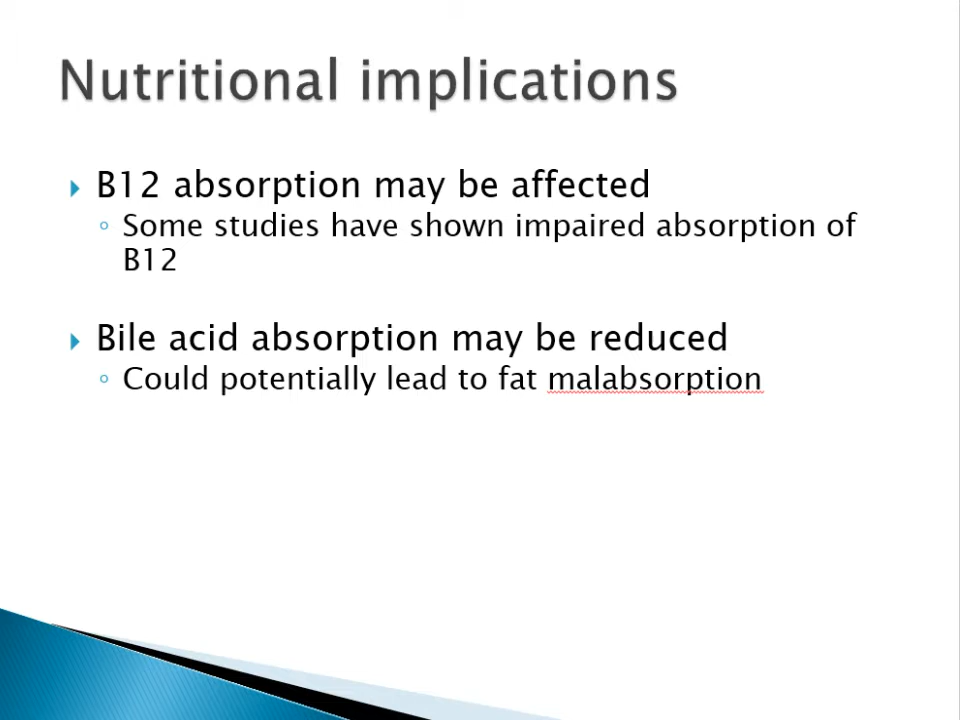 Nutritional implications
B12 absorption may be affected
Some studies have shown impaired absorption of
B12
Bile acid absorption may be reduced
Could potentially lead to fat malabsorption